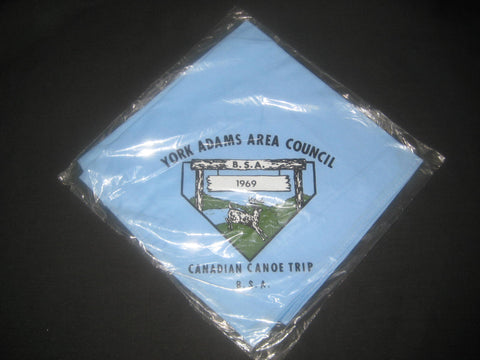 YORK ADAMS AREA COUNCIL
B.S.A.
1969
CANADIAN CANOE TRIP
B.S.A.